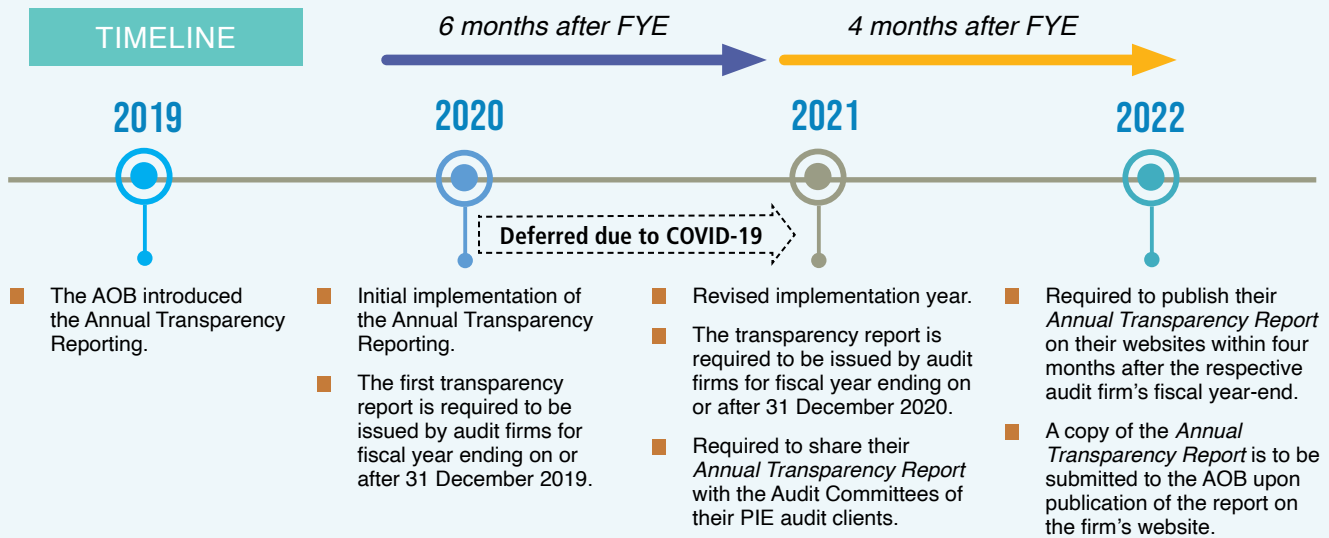 TIMELINE
6 months after FYE
4 months after FYE
2019
2020
2021
2022
Deferred due to COVID-19
The AOB introduced
the Annual Transparency
Reporting.
Initial implementation of
the Annual Transparency
Reporting.
The first transparency
report is required to be
issued by audit firms for
fiscal year ending on or
after 31 December 2019.
Revised implementation year.
The transparency report is
required to be issued by audit
firms for fiscal year ending on
or after 31 December 2020.
Required to share their
Annual Transparency Report
with the Audit Committees of
their PIE audit clients.
Required to publish their
Annual Transparency Report
on their websites within four
months after the respective
audit firm's fiscal year-end.
A copy of the Annual
Transparency Report is to be
submitted to the AOB upon
publication of the report on
the firm's website.